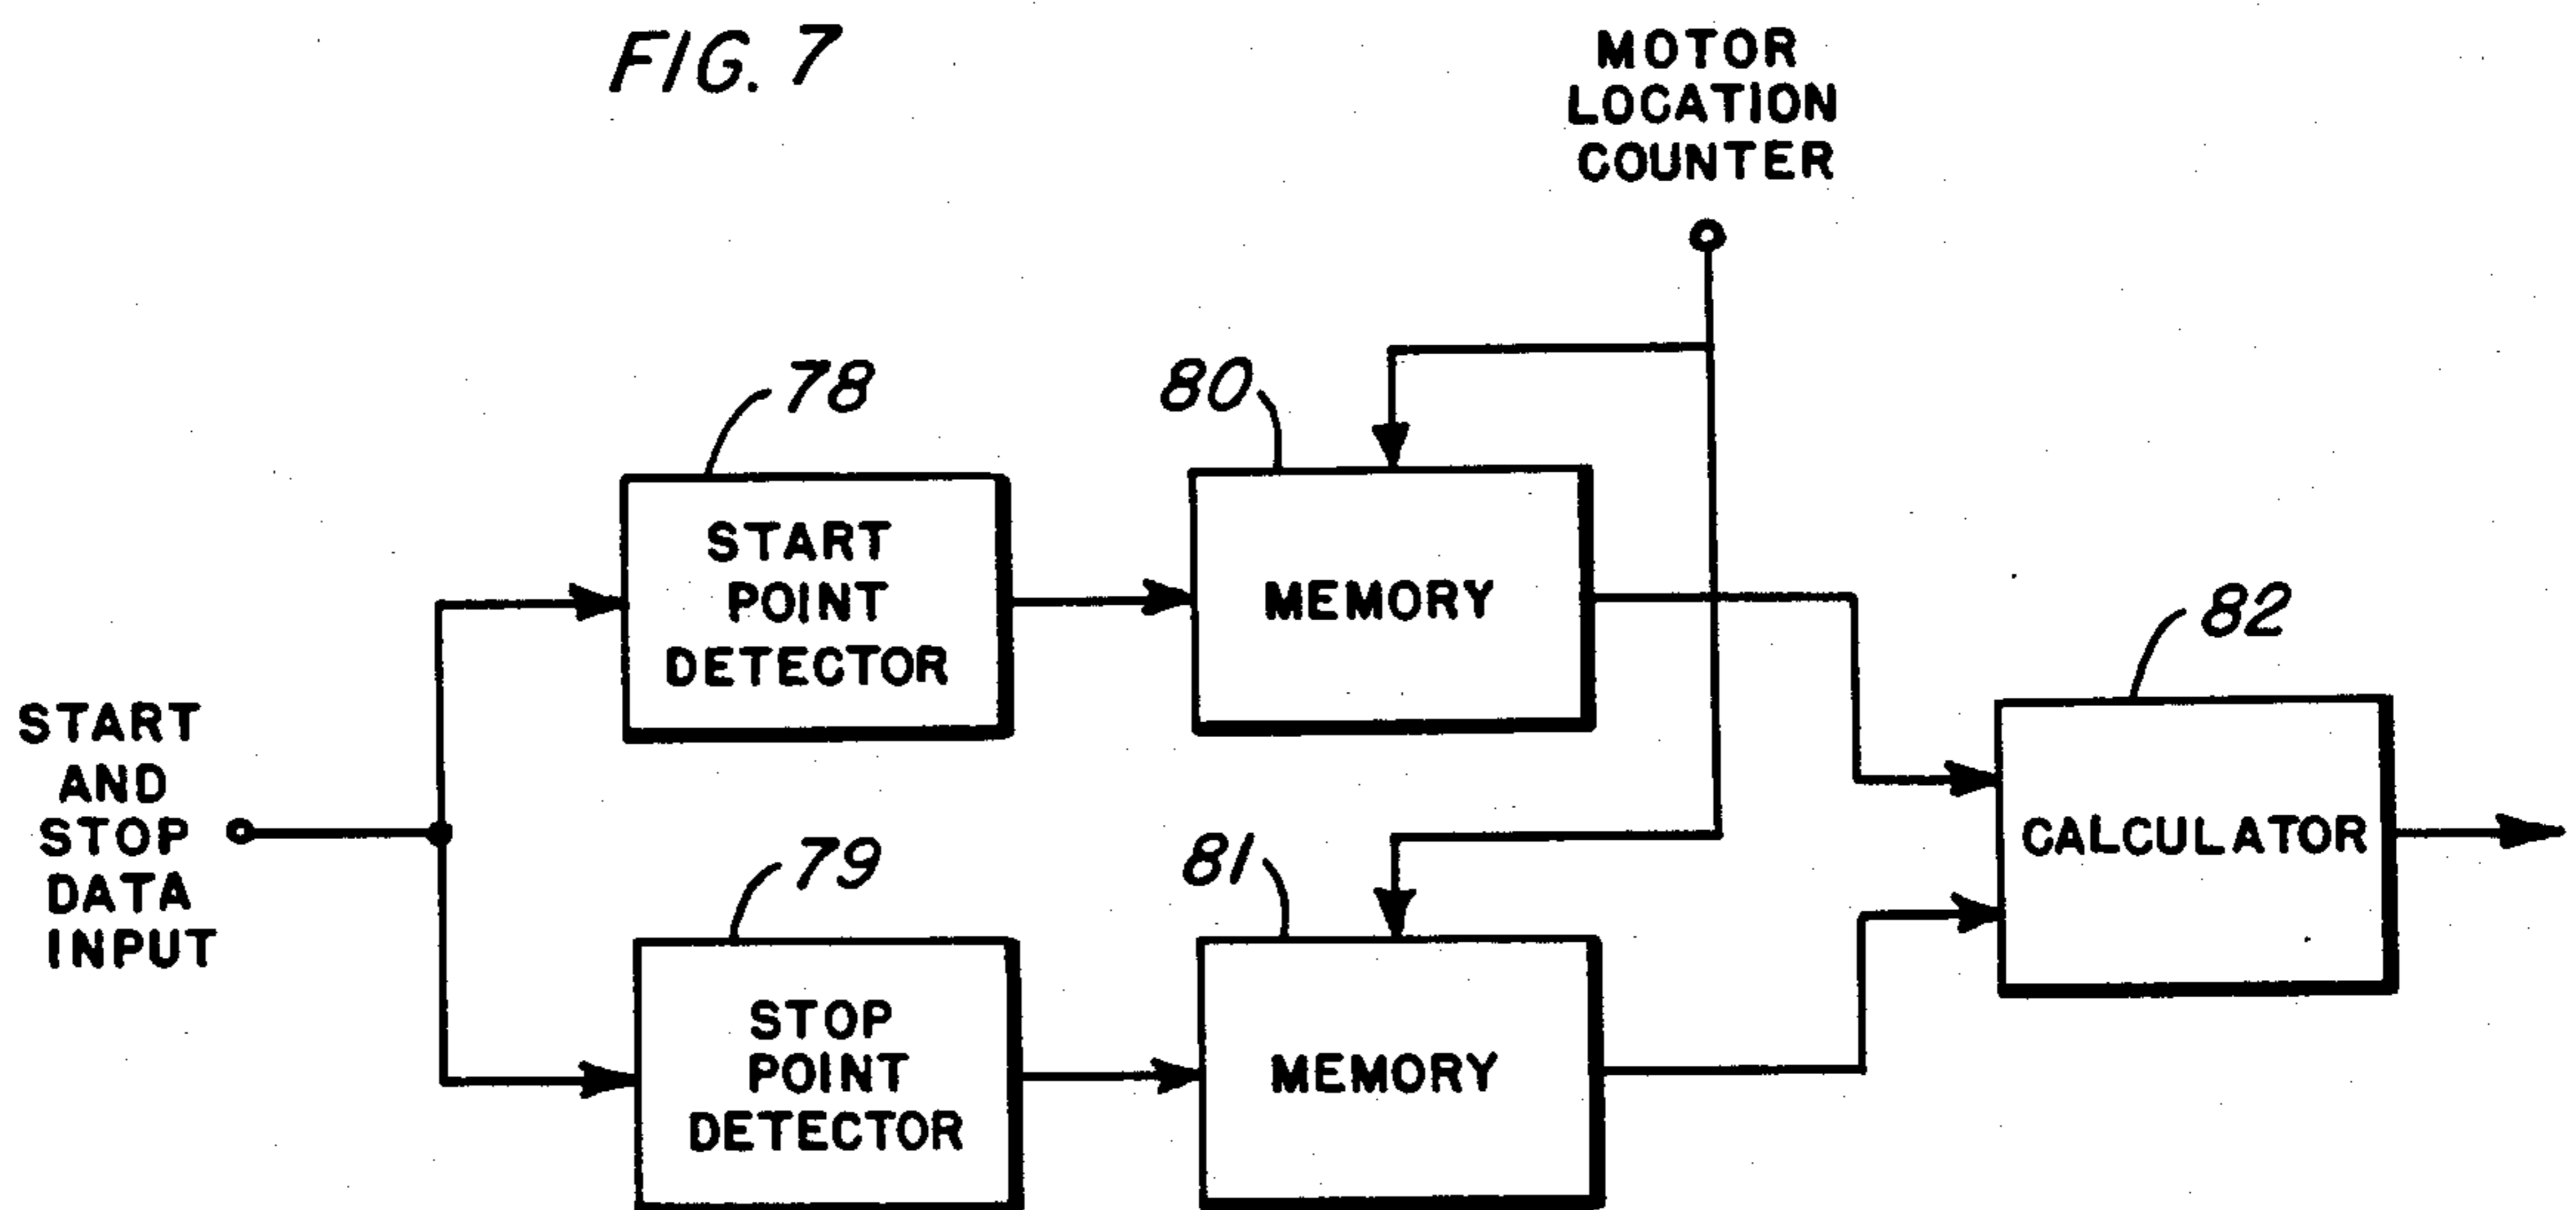 FIG. 7
MOTOR
LOCATION
COUNTER
78
80
START
POINT
DETECTOR
MEMORY
82
START
AND
STOP
DATA
INPUT
CALCULATOR
79
81
STOP
POINT
DETECTOR
MEMORY